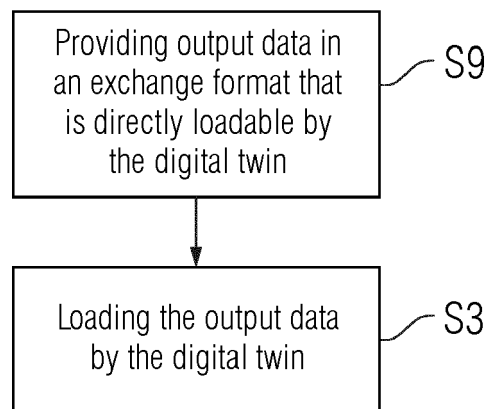 Providing output data in
an exchange format that
is directly loadable by
the digital twin
S9
Loading the output data
by the digital twin
S3